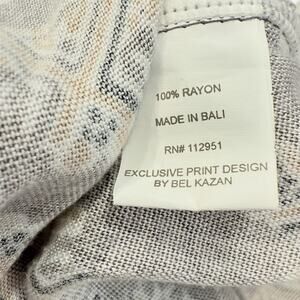 100% RAYON
MADE IN BALI
RN# 112951
EXCLUSIVE PRINT DESIGN
BY BEL KAZAN